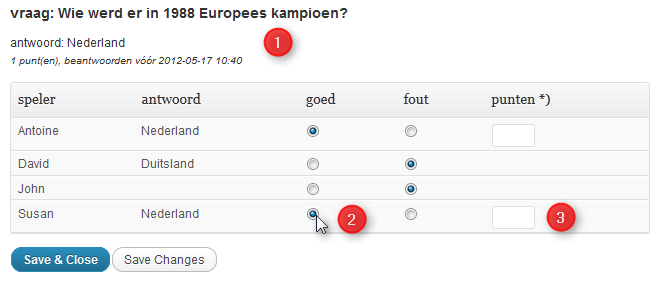 vraag: Wie werd er in 1988 Europees kampioen?
antwoord: Nederland
1
1 punt(en), beantwoorden vóór 2012-05-17 10:40
speler antwoord goed fout punten *)
Antoine Nederland
David Duitsland
John
Susan Nederland 2 3
Save & Close Save Changes